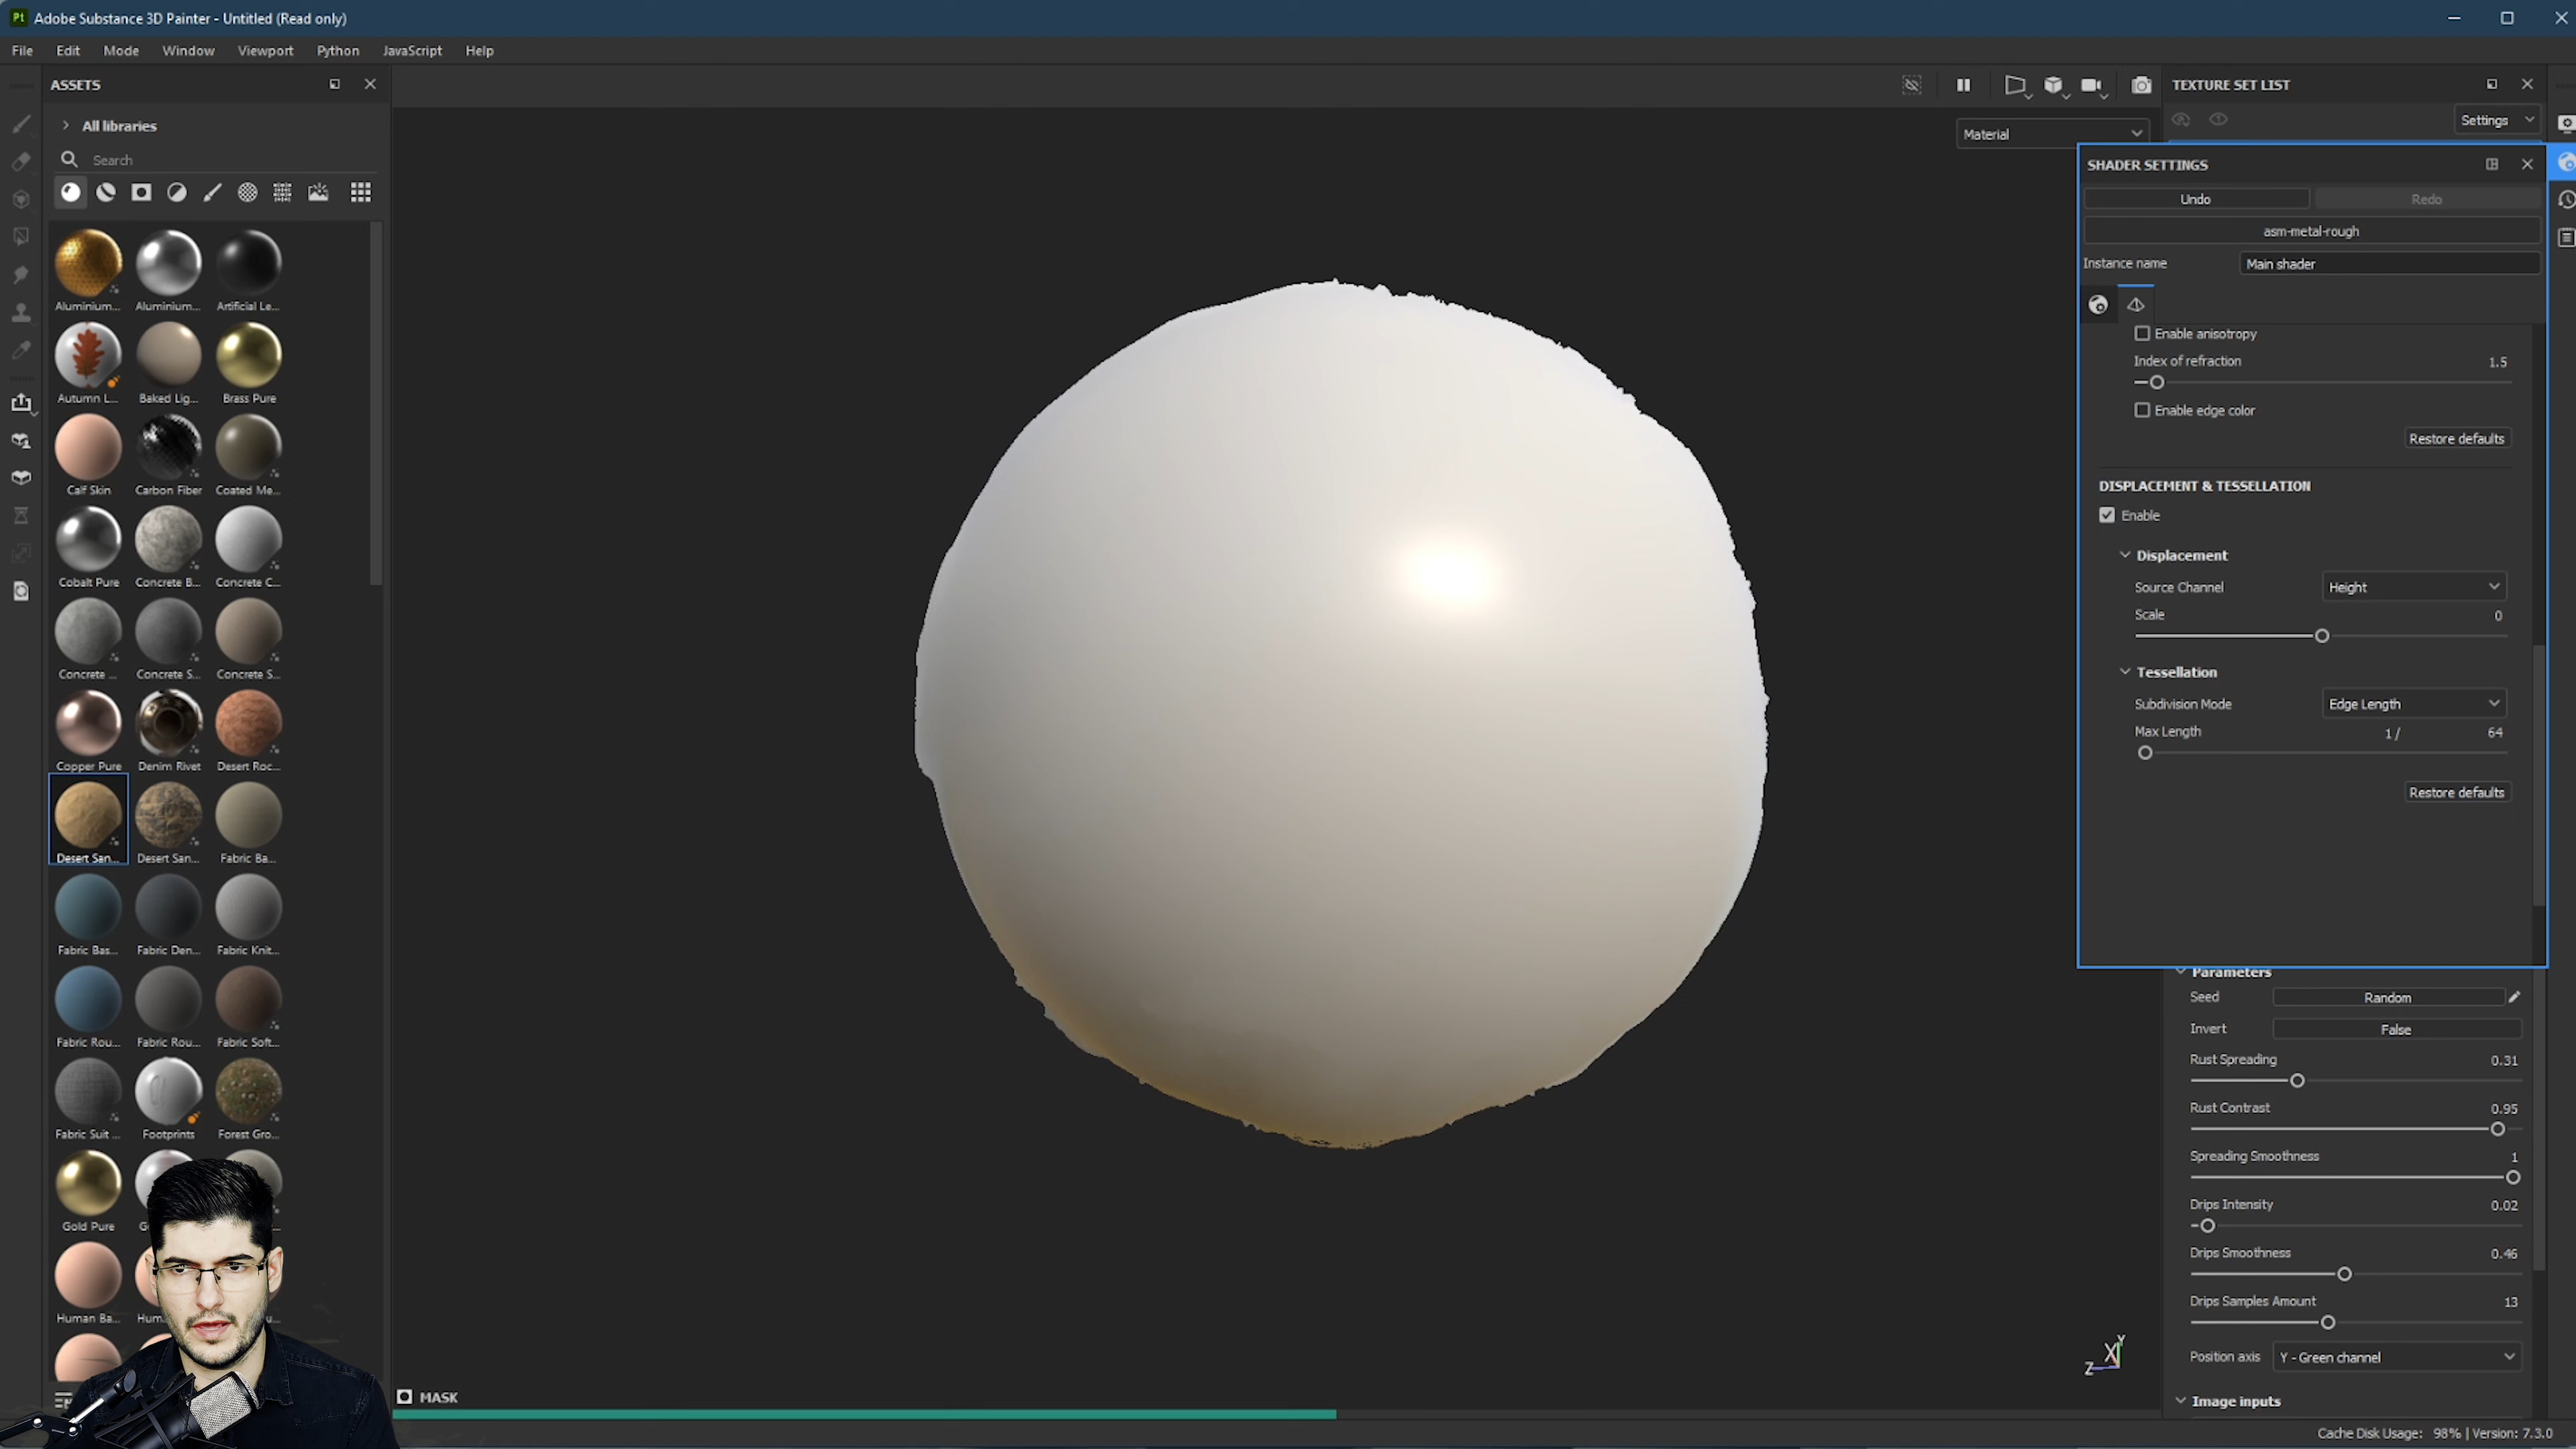 Pt Adobe Substance 3D Painter - Untitled (Read only)
File Edit Mode Window Viewport Python JavaScript Help
ASSETS
All libraries
Search
Aluminium... Aluminium... Artificial Le...
Autumn L... Baked Lig... Brass Pure
Calf Skin Carbon Fiber Coated Me...
Cobalt Pure Concrete B... Concrete C...
Concrete ... Concrete S... Concrete S...
Copper Pure Denim Rivet Desert Roc...
Desert San... Desert San... Fabric Ba...
Fabric Bas... Fabric Den... Fabric Knit...
Fabric Rou... Fabric Rou... Fabric Soft...
Fabric Suit ... Footprints Forest Gro...
Gold Pure
Human Ba...
Material
MASK
X Y
Z
TEXTURE SET LIST
Settings
SHADER SETTINGS
Undo Redo
asm-metal-rough
Instance name Main shader
Enable anisotropy
Index of refraction 1.5
Enable edge color
Restore defaults
DISPLACEMENT & TESSELLATION
Enable
Displacement
Source Channel Height
Scale 0
Tessellation
Subdivision Mode Edge Length
Max Length 1 / 64
Restore defaults
Parameters
Seed Random
Invert False
Rust Spreading 0.31
Rust Contrast 0.95
Spreading Smoothness 1
Drips Intensity 0.02
Drips Smoothness 0.46
Drips Samples Amount 13
Position axis Y - Green channel
Image inputs
Cache Disk Usage: 98% | Version: 7.3.0